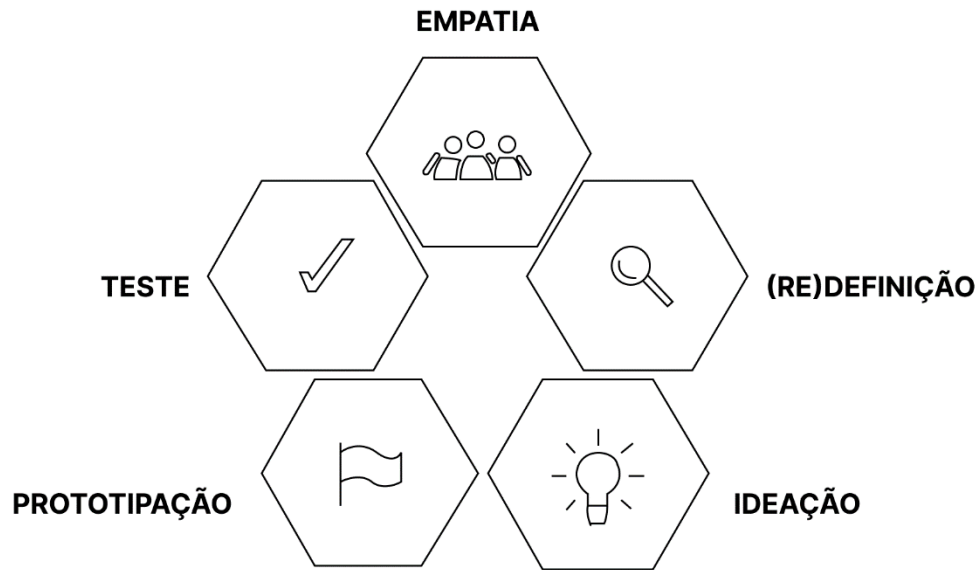 EMPATIA
TESTE
(RE)DEFINIÇÃO
PROTOTIPAÇÃO
IDEAÇÃO